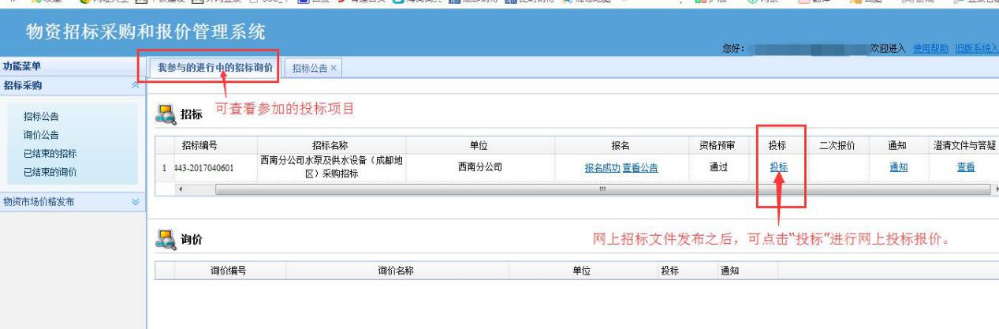 物资招标采购和报价管理系统
您好：
欢迎进入 使用帮助 旧版系统入
功能菜单
我参与的进行中的招标询价
招标公告 ×
招标采购
招标公告
询价公告
已结束的招标
已结束的询价
物资市场价格发布
可查看参加的投标项目
招标
招标编号 招标名称 单位 报名 资格预审 投标 二次报价 通知 澄清文件与答疑
1 443-2017040601 西南分公司水泵及供水设备（成都地区）采购招标 西南分公司 报名成功 查看公告 通过 投标 通知 查看
网上招标文件发布之后，可点击“投标”进行网上投标报价。
询价
询价编号 询价名称 单位 投标 通知